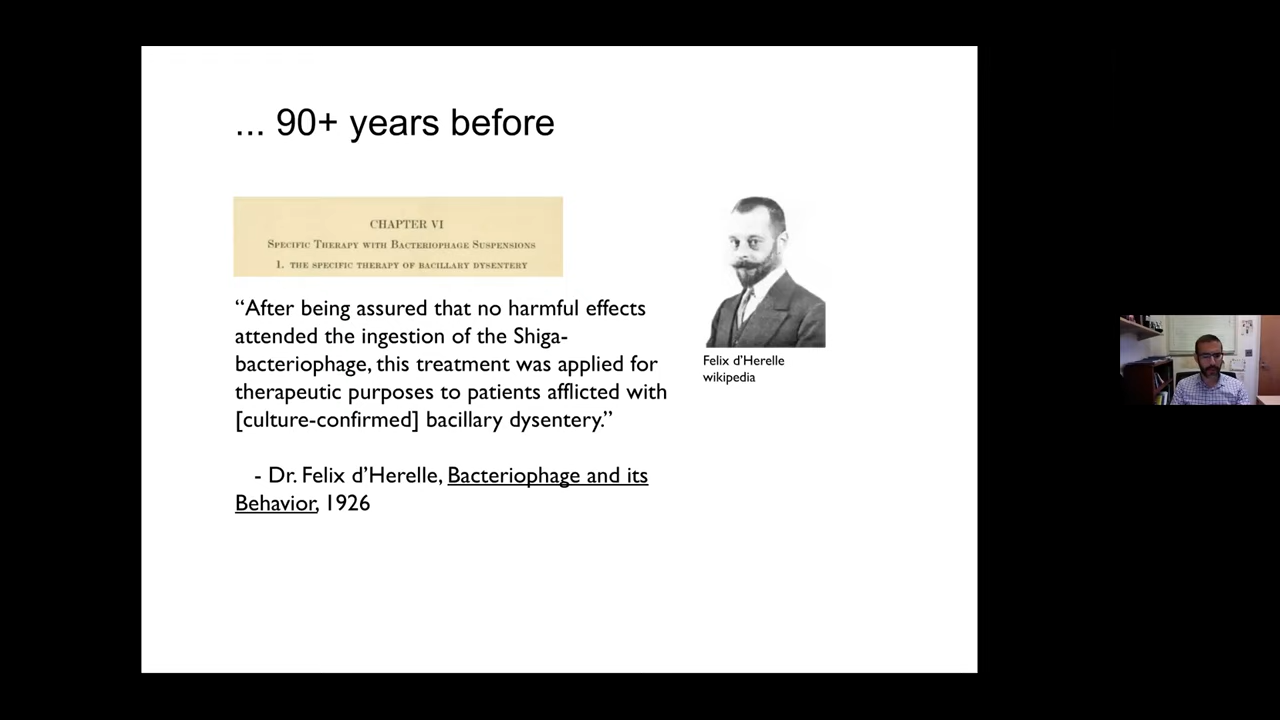 ... 90+ years before
CHAPTER VI
SPECIFIC THERAPY WITH BACTERIOPHAGE SUSPENSIONS
1. THE SPECIFIC THERAPY OF BACILLARY DYSENTERY
“After being assured that no harmful effects
attended the ingestion of the Shiga-
bacteriophage, this treatment was applied for
therapeutic purposes to patients afflicted with
[culture-confirmed] bacillary dysentery.”
- Dr. Felix d’Herelle, Bacteriophage and its
Behavior, 1926
Felix d’Herelle
wikipedia